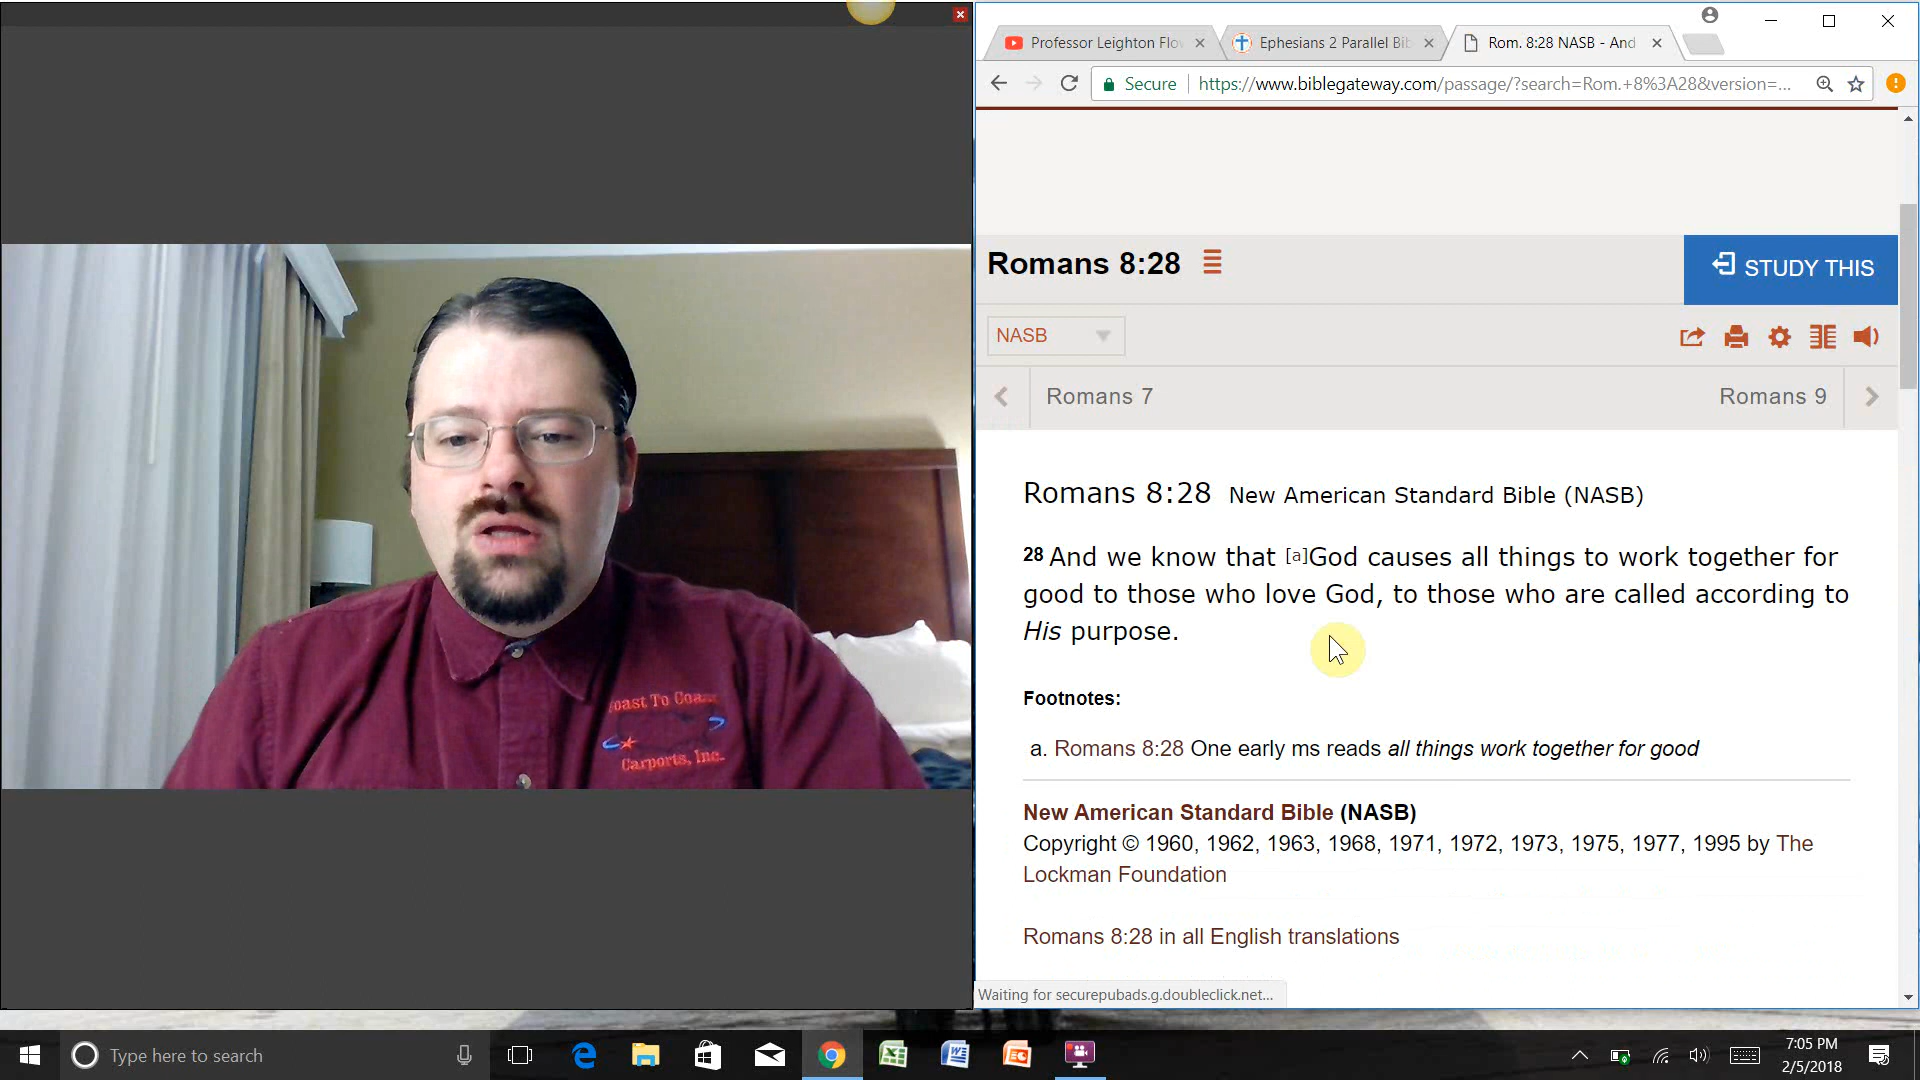 Professor Leighton Flo
Ephesians 2 Parallel Bib
Rom. 8:28 NASB - And
Secure
https://www.biblegateway.com/passage/?search=Rom.+8%3A28&version=...
Romans 8:28
STUDY THIS
NASB
Romans 7
Romans 9
Romans 8:28 New American Standard Bible (NASB)
28 And we know that [a]God causes all things to work together for
good to those who love God, to those who are called according to
His purpose.
Footnotes:
a. Romans 8:28 One early ms reads all things work together for good
New American Standard Bible (NASB)
Copyright © 1960, 1962, 1963, 1968, 1971, 1972, 1973, 1975, 1977, 1995 by The
Lockman Foundation
Romans 8:28 in all English translations
Waiting for securepubads.g.doubleclick.net...
oast To Coast
Carports, Inc.
Type here to search
7:05 PM
2/5/2018